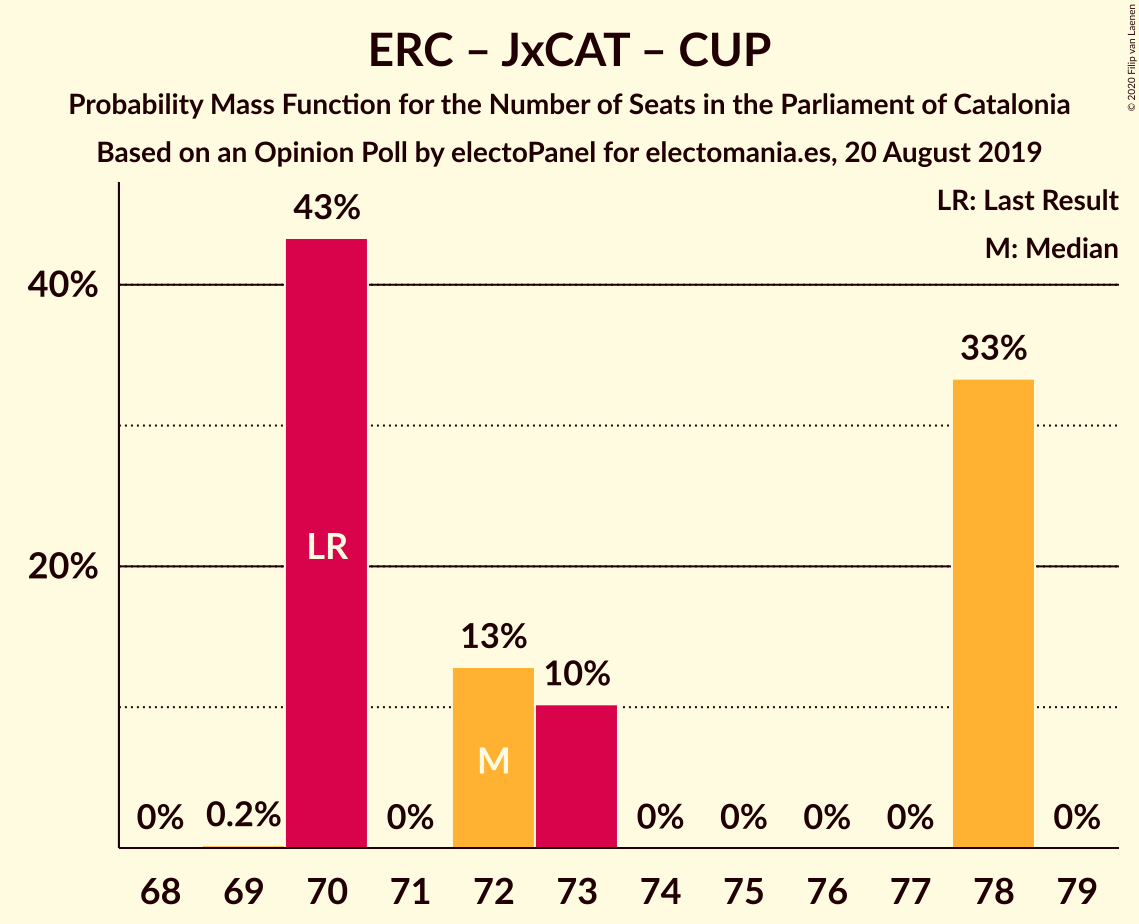 ERC – JxCAT – CUP
Probability Mass Function for the Number of Seats in the Parliament of Catalonia
Based on an Opinion Poll by electoPanel for electomania.es, 20 August 2019
© 2020 Filip van Laenen
LR: Last Result
M: Median
43%
40%
33%
LR
20%
13%
10%
M
0% 0.2% 0% 0% 0% 0% 0% 0%
68 69 70 71 72 73 74 75 76 77 78 79